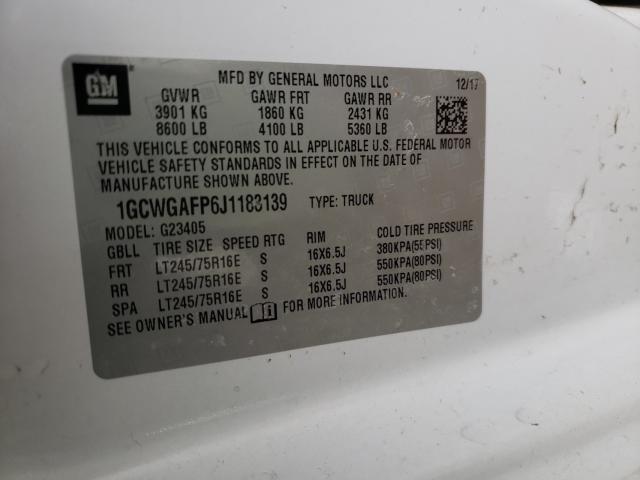 GM
MFD BY GENERAL MOTORS LLC 12/17
GVWR GAWR FRT GAWR RR
3901 KG 1860 KG 2431 KG
8600 LB 4100 LB 5360 LB
THIS VEHICLE CONFORMS TO ALL APPLICABLE U.S. FEDERAL MOTOR
VEHICLE SAFETY STANDARDS IN EFFECT ON THE DATE OF
MANUFACTURE SHOWN ABOVE.
1GCWGAFP6J1183139 TYPE: TRUCK
MODEL: G23405
GBLL TIRE SIZE SPEED RTG RIM COLD TIRE PRESSURE
FRT LT245/75R16E S 16X6.5J 380KPA(55PSI)
RR LT245/75R16E S 16X6.5J 550KPA(80PSI)
SPA LT245/75R16E S 16X6.5J 550KPA(80PSI)
SEE OWNER'S MANUAL FOR MORE INFORMATION.